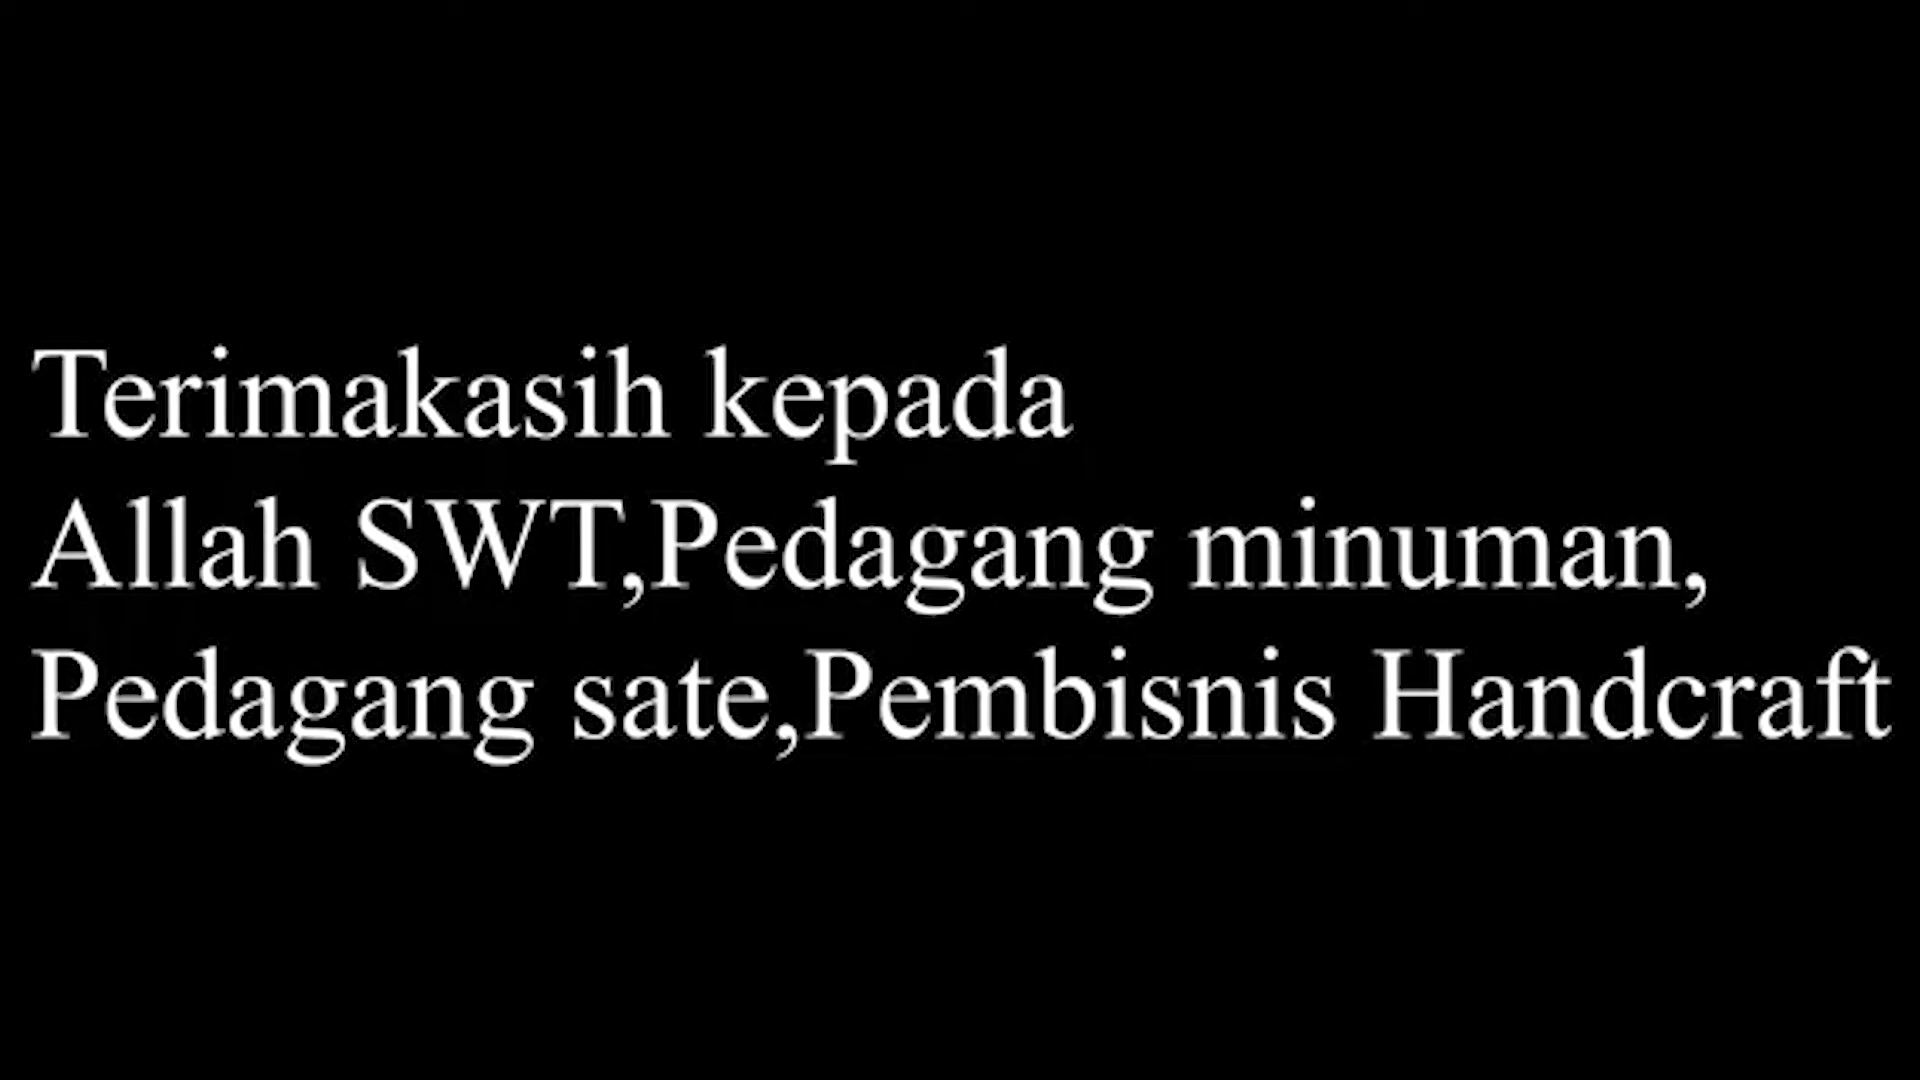 Terimakasih kepada
Allah SWT,Pedagang minuman,
Pedagang sate,Pembisnis Handcraft